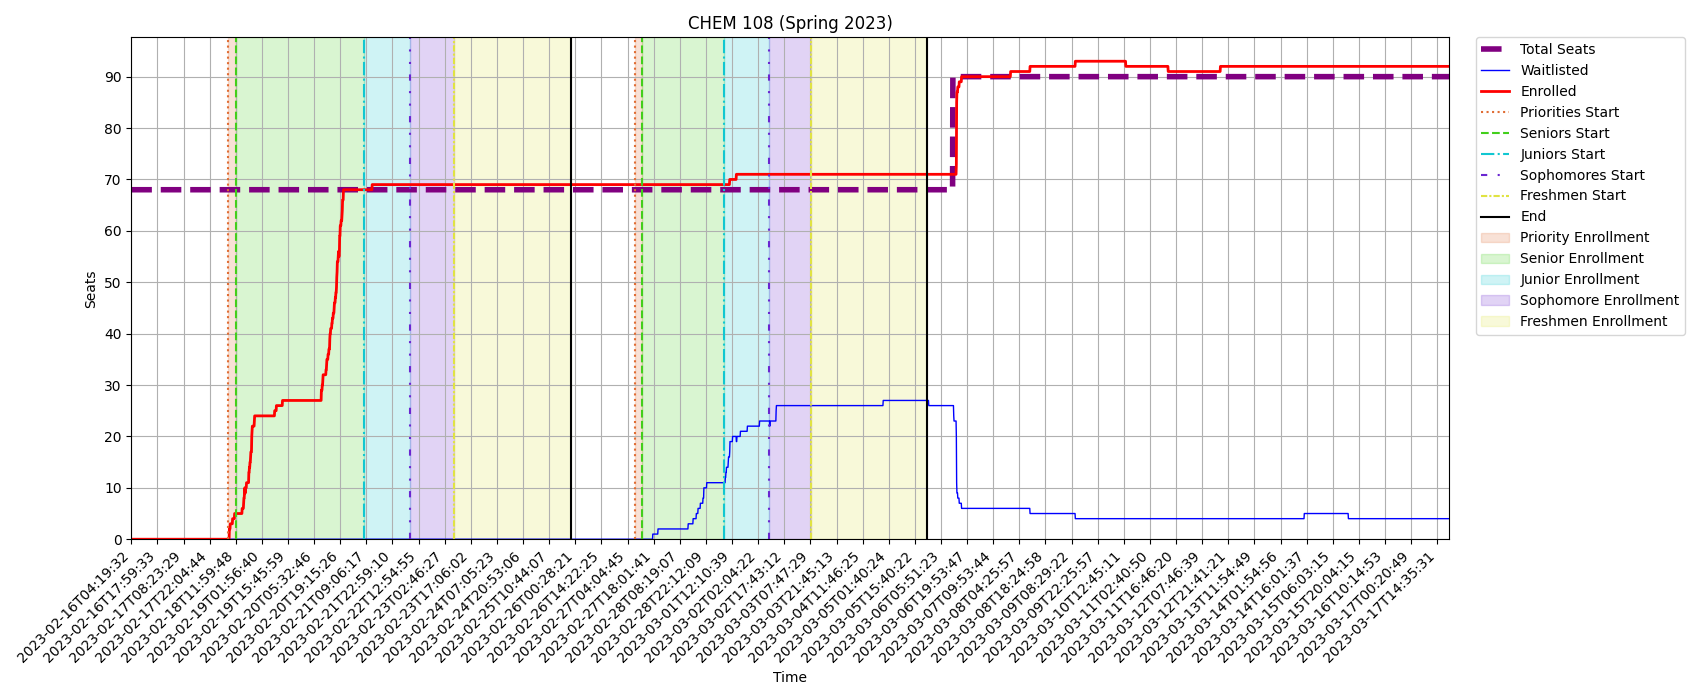 CHEM 108 (Spring 2023)
Seats
90
80
70
60
50
40
30
20
10
0
2023-02-16T04:19:32
2023-02-16T17:59:33
2023-02-17T08:23:29
2023-02-17T22:04:44
2023-02-18T11:59:48
2023-02-19T01:56:40
2023-02-19T15:45:59
2023-02-20T05:32:46
2023-02-20T19:15:26
2023-02-21T09:06:17
2023-02-21T22:59:10
2023-02-22T12:54:55
2023-02-23T02:46:27
2023-02-23T17:06:02
2023-02-24T07:05:23
2023-02-24T20:53:06
2023-02-25T10:44:07
2023-02-26T00:28:21
2023-02-26T14:22:25
2023-02-27T04:04:45
2023-02-27T18:01:41
2023-02-28T08:19:07
2023-02-28T22:12:09
2023-03-01T12:10:39
2023-03-02T02:04:22
2023-03-02T17:43:12
2023-03-03T07:47:29
2023-03-03T21:45:13
2023-03-04T11:46:25
2023-03-05T01:40:24
2023-03-05T15:40:22
2023-03-06T05:51:23
2023-03-06T19:53:47
2023-03-07T09:53:44
2023-03-08T04:25:57
2023-03-08T18:24:58
2023-03-09T08:29:22
2023-03-09T22:25:57
2023-03-10T12:45:11
2023-03-11T02:40:50
2023-03-11T16:46:20
2023-03-12T07:46:39
2023-03-12T21:41:21
2023-03-13T11:54:49
2023-03-14T01:54:56
2023-03-14T16:01:37
2023-03-15T06:03:15
2023-03-15T20:04:15
2023-03-16T10:14:53
2023-03-17T00:20:49
2023-03-17T14:35:31
Time
Total Seats
Waitlisted
Enrolled
Priorities Start
Seniors Start
Juniors Start
Sophomores Start
Freshmen Start
End
Priority Enrollment
Senior Enrollment
Junior Enrollment
Sophomore Enrollment
Freshmen Enrollment